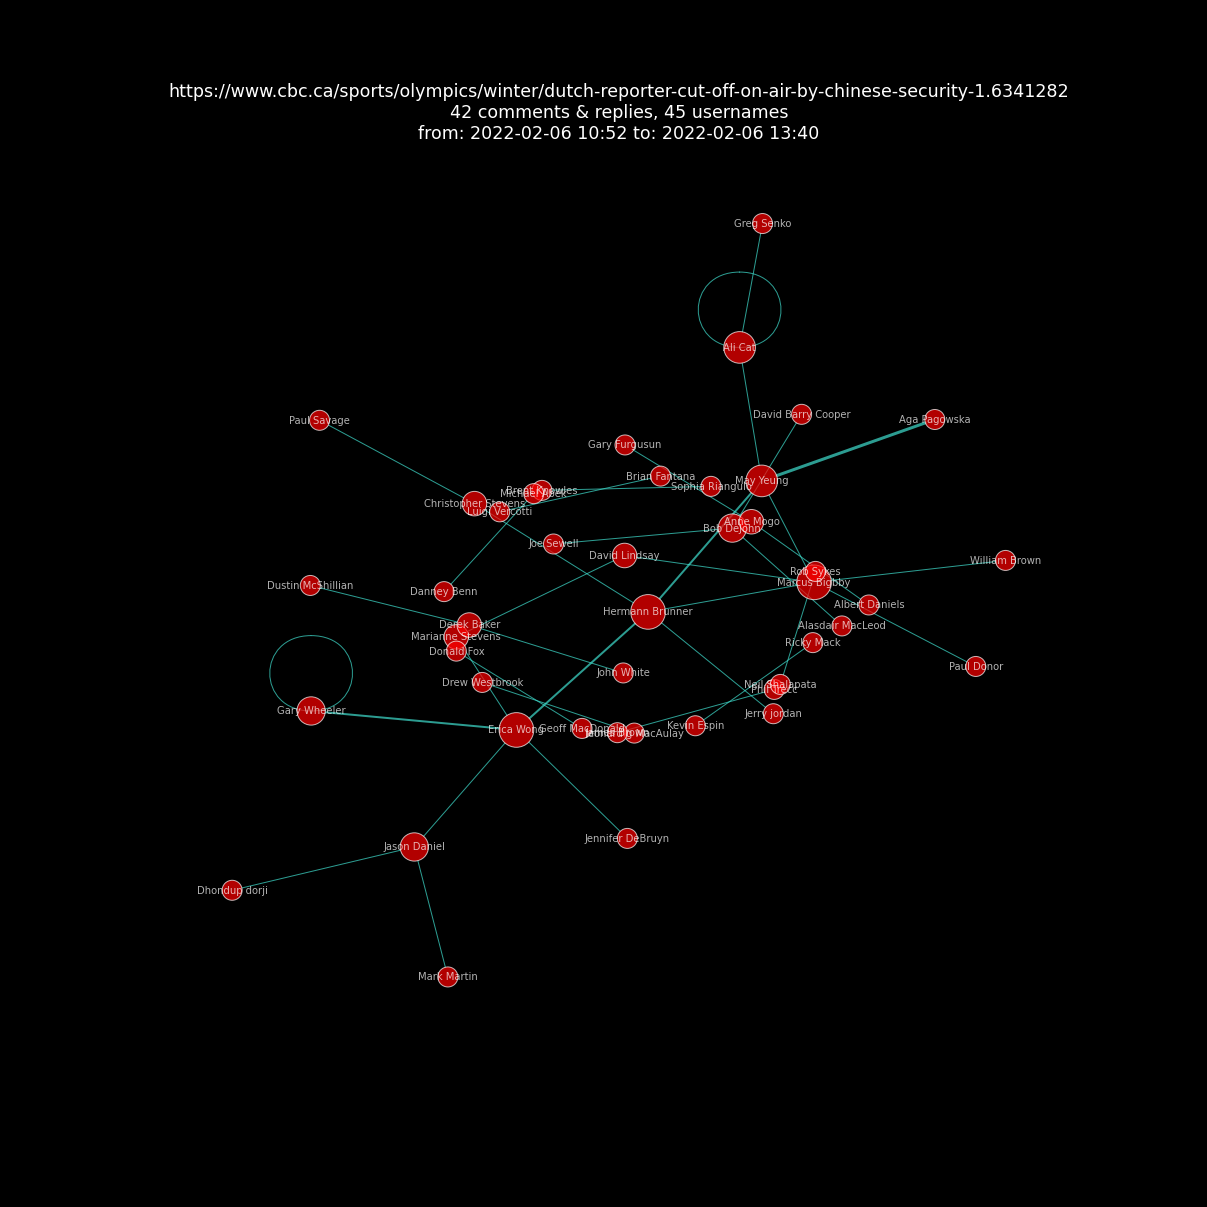 https://www.cbc.ca/sports/olympics/winter/dutch-reporter-cut-off-on-air-by-chinese-security-1.6341282
42 comments & replies, 45 usernames
from: 2022-02-06 10:52 to: 2022-02-06 13:40
Greg Senko
Ali Cat
David Barry Cooper
Aga Pagowska
Paul Savage
Gary Furgusun
Brian Fantana
May Yeung
Sophia Riangulo
Brent Knowles
Michael
Christopher Stevens
Luigi Vercotti
Anne Mogo
Bob Dejohn
Joe Sewell
David Lindsay
William Brown
Rob Sykes
Marcus Bigbby
Dustin McShillian
Danney Benn
Albert Daniels
Hermann Brunner
Derek Baker
Alasdair MacLeod
Marianne Stevens
Ricky Mack
Donald Fox
Paul Donor
John White
Drew Westbrook
Neil Shalapata
Phil
Gary Wheeler
Jerry jordan
Kevin Espin
Erica Wong
Geoff MacDonald
Brown
MacAulay
Jennifer DeBruyn
Jason Daniel
Dhondup dorji
Mark Martin